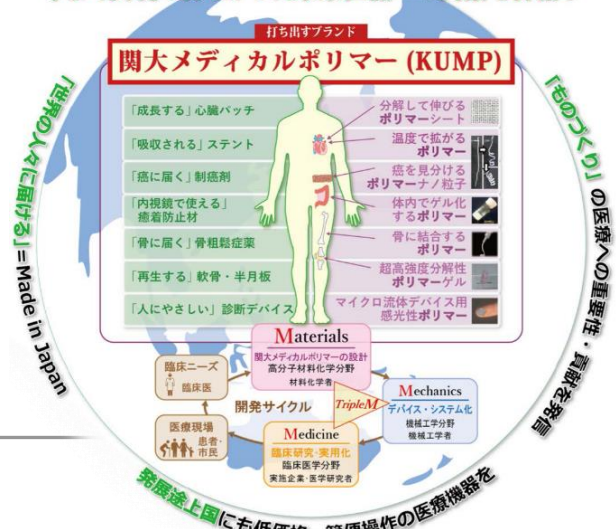 打ち出すブランド
関大メディカルポリマー (KUMP)
「成長する」心臓パッチ
分解して伸びる
ポリマーシート
「吸収される」ステント
温度で拡がる
ポリマー
「癌に届く」制癌剤
癌を見分ける
ポリマーナノ粒子
「内視鏡で使える」
癒着防止材
体内でゲル化
するポリマー
「骨に届く」骨粗鬆症薬
骨に結合する
ポリマー
「再生する」軟骨・半月板
超高強度分解性
ポリマーゲル
「人にやさしい」診断デバイス
マイクロ流体デバイス用
感光性ポリマー
「世界の人々に届ける」=Made in Japan
「ものづくり」の医療への重要性・貢献を発信
Materials
関大メディカルポリマーの設計
高分子材料化学分野
材料化学者
臨床ニーズ
臨床医
開発サイクル
TripleM
Mechanics
デバイス・システム化
機械工学分野
機械工学者
医療現場
患者・
市民
Medicine
臨床研究・実用化
臨床医学分野
実施企業・医学研究者
発展途上国にも低価格・簡便操作の医療機器を